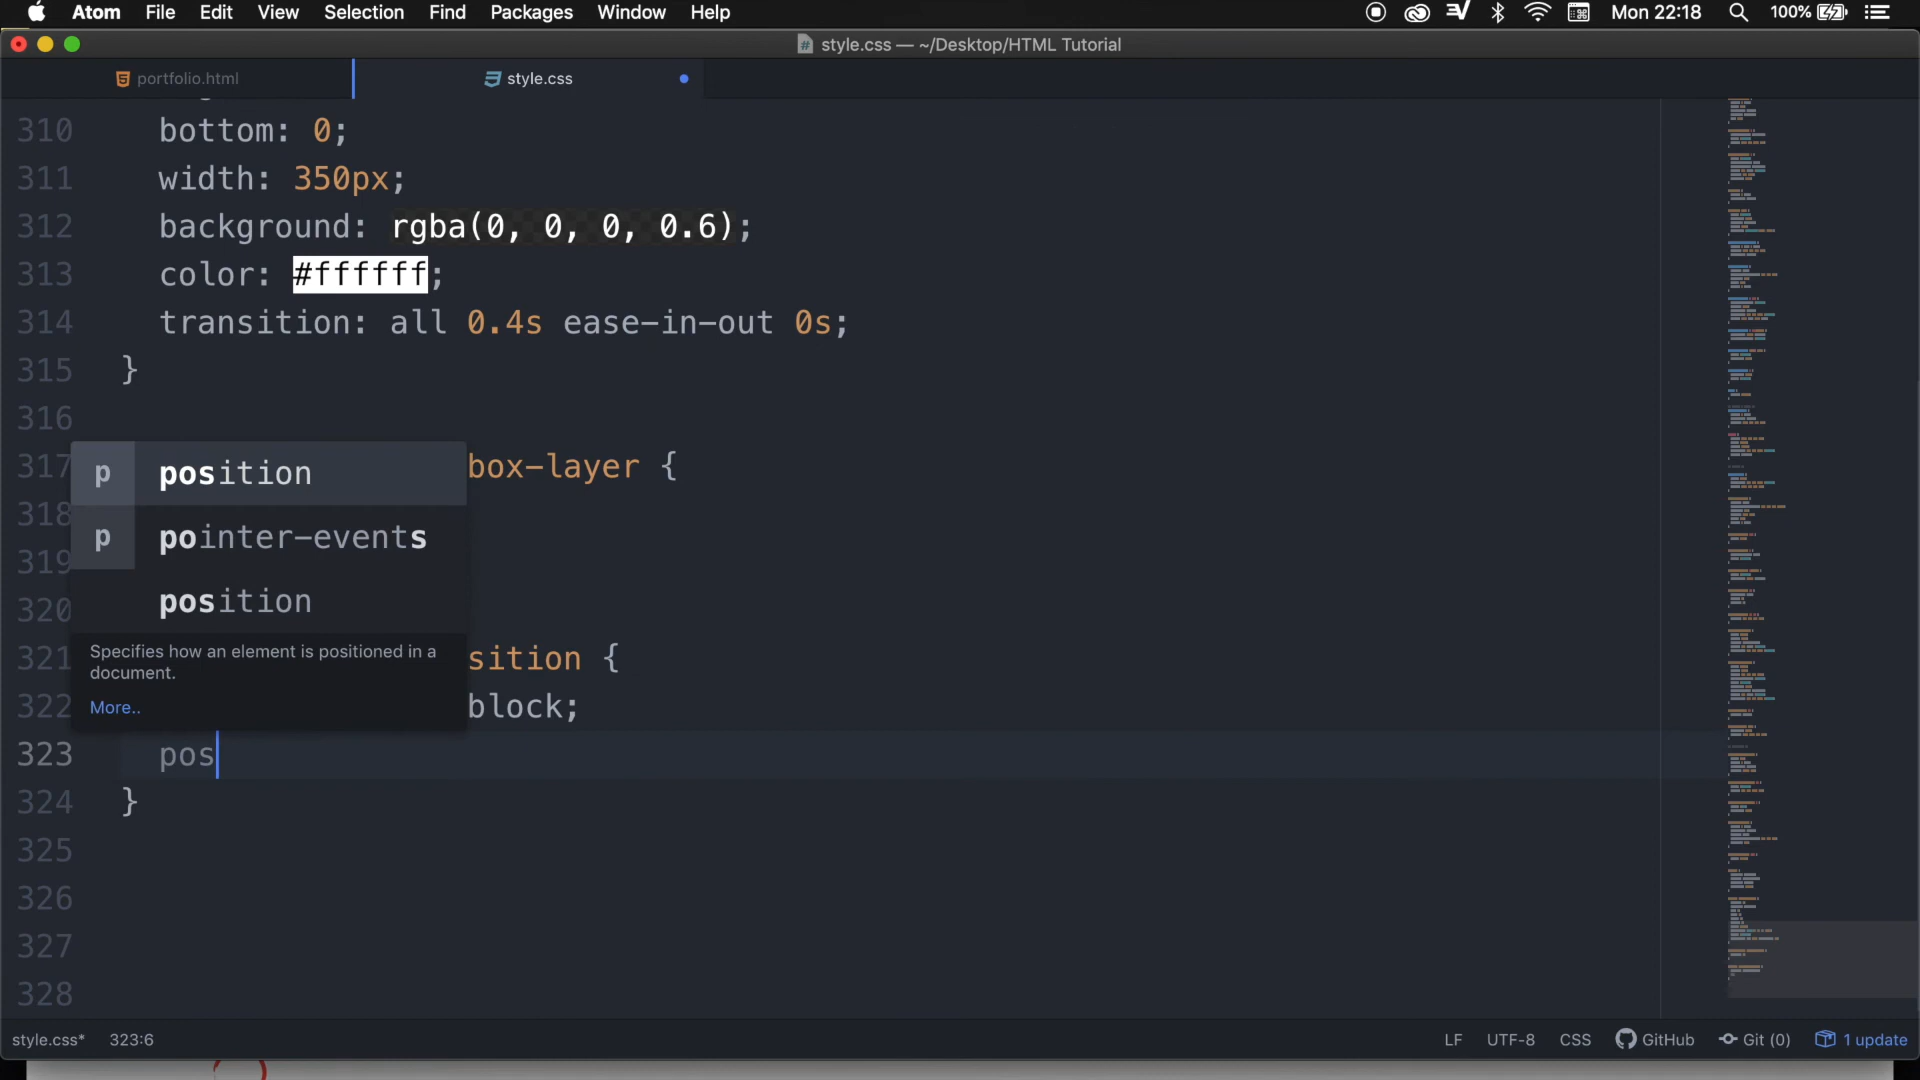 Atom File Edit View Selection Find Packages Window Help Mon 22:18 100%
style.css — ~/Desktop/HTML Tutorial
portfolio.html style.css
310 bottom: 0;
311 width: 350px;
312 background: rgba(0, 0, 0, 0.6);
313 color: #ffffff;
314 transition: all 0.4s ease-in-out 0s;
315 }
316
317 box-layer {
p position
318
p pointer-events
319
position
320
Specifies how an element is positioned in a
321 sition {
document.
322 block;
More..
323 pos
324 }
325
326
327
328
style.css* 323:6 LF UTF-8 CSS GitHub Git (0) 1 update